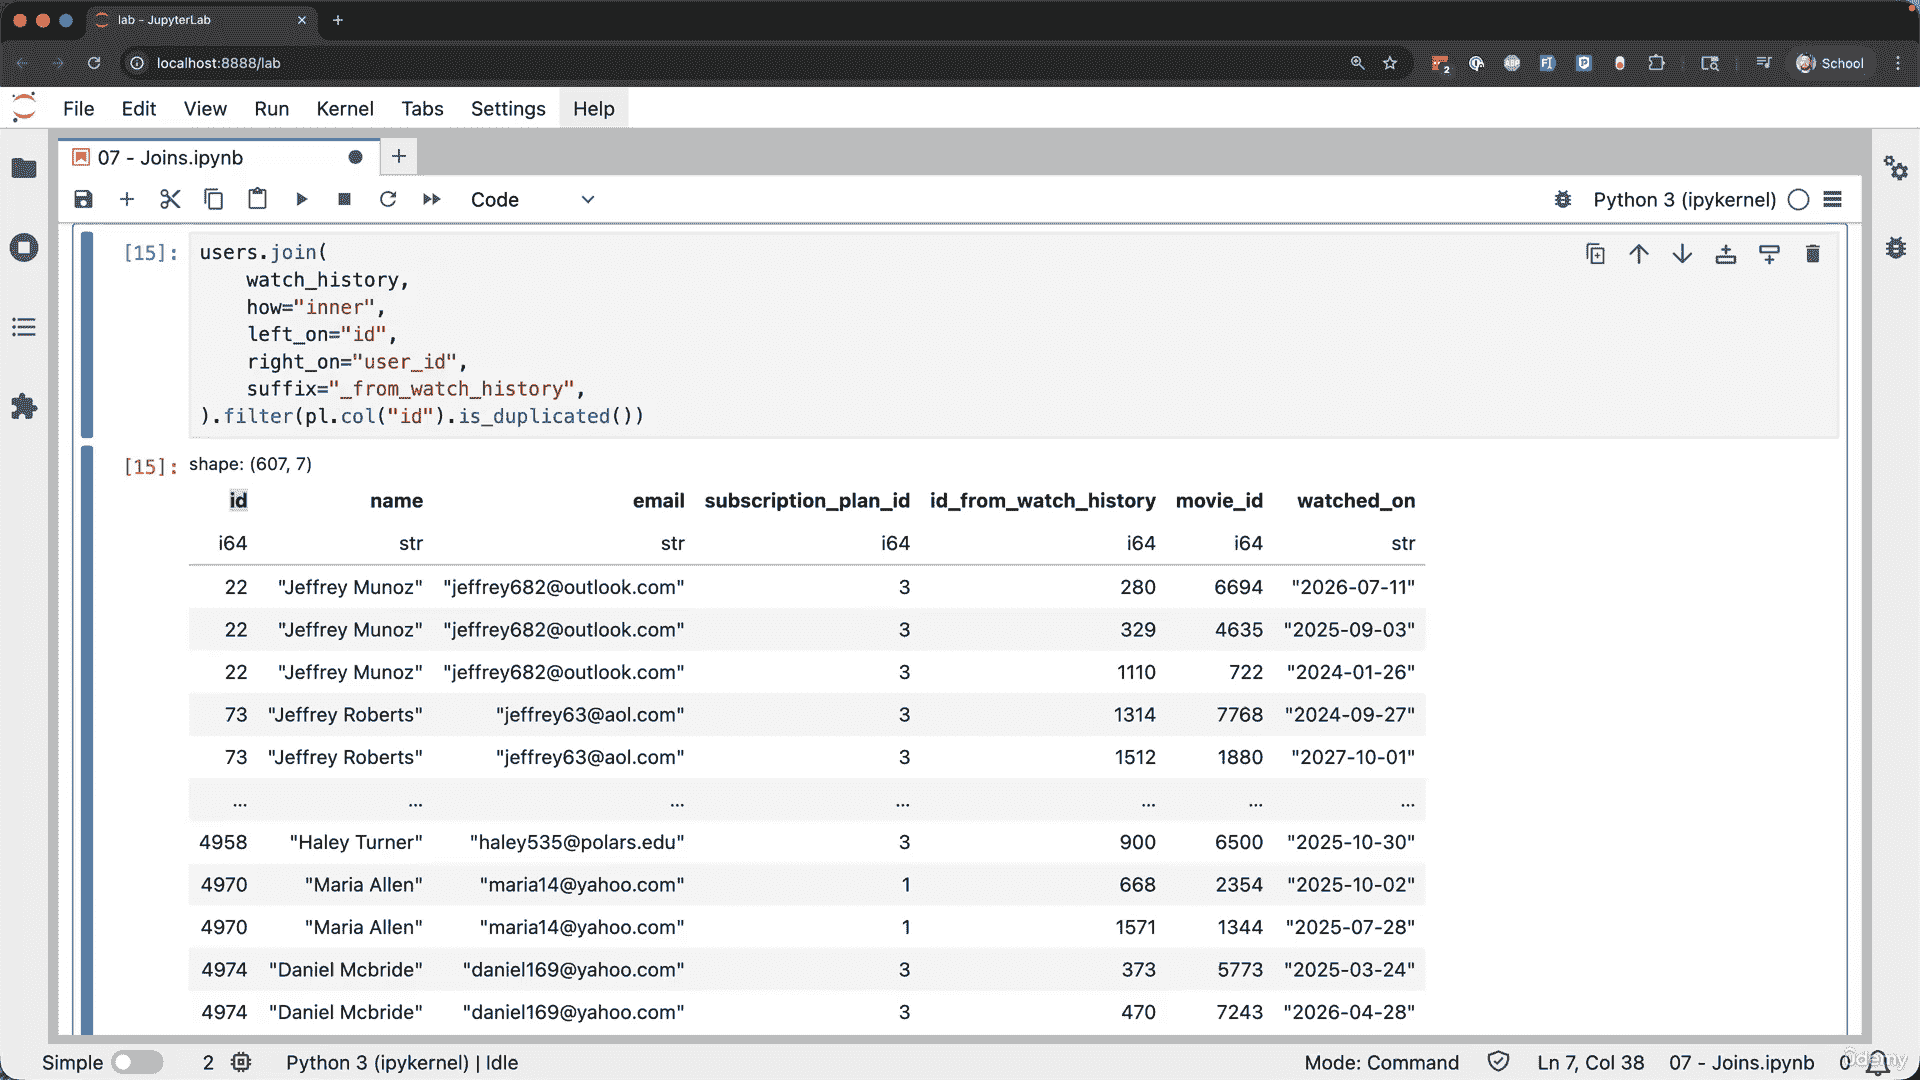 lab - JupyterLab
localhost:8888/lab
2
ABP
School
File Edit View Run Kernel Tabs Settings Help
07 - Joins.ipynb
Code
Python 3 (ipykernel)
[15]: users.join(
watch_history,
how="inner",
left_on="id",
right_on="user_id",
suffix="_from_watch_history",
).filter(pl.col("id").is_duplicated())
[15]: shape: (607, 7)
id name email subscription_plan_id id_from_watch_history movie_id watched_on
i64 str str i64 i64 i64 str
22 "Jeffrey Munoz" "jeffrey682@outlook.com" 3 280 6694 "2026-07-11"
22 "Jeffrey Munoz" "jeffrey682@outlook.com" 3 329 4635 "2025-09-03"
22 "Jeffrey Munoz" "jeffrey682@outlook.com" 3 1110 722 "2024-01-26"
73 "Jeffrey Roberts" "jeffrey63@aol.com" 3 1314 7768 "2024-09-27"
73 "Jeffrey Roberts" "jeffrey63@aol.com" 3 1512 1880 "2027-10-01"
… … … … … … …
4958 "Haley Turner" "haley535@polars.edu" 3 900 6500 "2025-10-30"
4970 "Maria Allen" "maria14@yahoo.com" 1 668 2354 "2025-10-02"
4970 "Maria Allen" "maria14@yahoo.com" 1 1571 1344 "2025-07-28"
4974 "Daniel Mcbride" "daniel169@yahoo.com" 3 373 5773 "2025-03-24"
4974 "Daniel Mcbride" "daniel169@yahoo.com" 3 470 7243 "2026-04-28"
Simple 2 Python 3 (ipykernel) | Idle Mode: Command Ln 7, Col 38 07 - Joins.ipynb 0
udemy